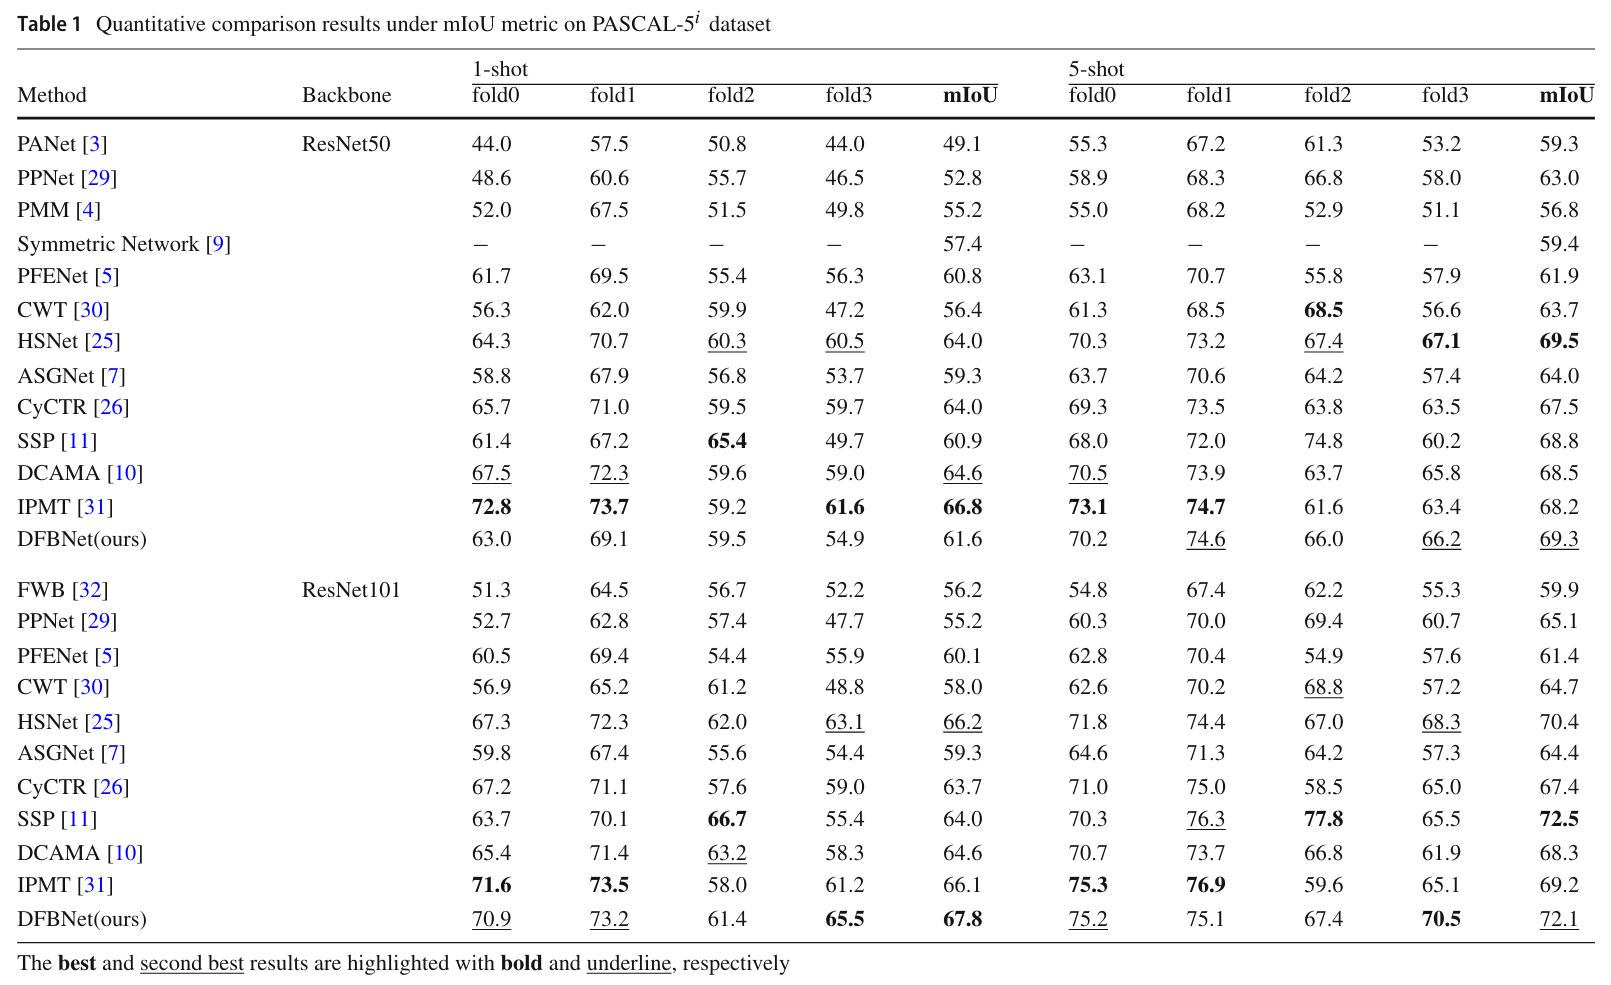 Table 1 Quantitative comparison results under mIoU metric on PASCAL-5i dataset
1-shot 5-shot
Method Backbone fold0 fold1 fold2 fold3 mIoU fold0 fold1 fold2 fold3 mIoU
PANet [3] ResNet50 44.0 57.5 50.8 44.0 49.1 55.3 67.2 61.3 53.2 59.3
PPNet [29] 48.6 60.6 55.7 46.5 52.8 58.9 68.3 66.8 58.0 63.0
PMM [4] 52.0 67.5 51.5 49.8 55.2 55.0 68.2 52.9 51.1 56.8
Symmetric Network [9] – – – – 57.4 – – – – 59.4
PFENet [5] 61.7 69.5 55.4 56.3 60.8 63.1 70.7 55.8 57.9 61.9
CWT [30] 56.3 62.0 59.9 47.2 56.4 61.3 68.5 68.5 56.6 63.7
HSNet [25] 64.3 70.7 60.3 60.5 64.0 70.3 73.2 67.4 67.1 69.5
ASGNet [7] 58.8 67.9 56.8 53.7 59.3 63.7 70.6 64.2 57.4 64.0
CyCTR [26] 65.7 71.0 59.5 59.7 64.0 69.3 73.5 63.8 63.5 67.5
SSP [11] 61.4 67.2 65.4 49.7 60.9 68.0 72.0 74.8 60.2 68.8
DCAMA [10] 67.5 72.3 59.6 59.0 64.6 70.5 73.9 63.7 65.8 68.5
IPMT [31] 72.8 73.7 59.2 61.6 66.8 73.1 74.7 61.6 63.4 68.2
DFBNet(ours) 63.0 69.1 59.5 54.9 61.6 70.2 74.6 66.0 66.2 69.3
FWB [32] ResNet101 51.3 64.5 56.7 52.2 56.2 54.8 67.4 62.2 55.3 59.9
PPNet [29] 52.7 62.8 57.4 47.7 55.2 60.3 70.0 69.4 60.7 65.1
PFENet [5] 60.5 69.4 54.4 55.9 60.1 62.8 70.4 54.9 57.6 61.4
CWT [30] 56.9 65.2 61.2 48.8 58.0 62.6 70.2 68.8 57.2 64.7
HSNet [25] 67.3 72.3 62.0 63.1 66.2 71.8 74.4 67.0 68.3 70.4
ASGNet [7] 59.8 67.4 55.6 54.4 59.3 64.6 71.3 64.2 57.3 64.4
CyCTR [26] 67.2 71.1 57.6 59.0 63.7 71.0 75.0 58.5 65.0 67.4
SSP [11] 63.7 70.1 66.7 55.4 64.0 70.3 76.3 77.8 65.5 72.5
DCAMA [10] 65.4 71.4 63.2 58.3 64.6 70.7 73.7 66.8 61.9 68.3
IPMT [31] 71.6 73.5 58.0 61.2 66.1 75.3 76.9 59.6 65.1 69.2
DFBNet(ours) 70.9 73.2 61.4 65.5 67.8 75.2 75.1 67.4 70.5 72.1
The best and second best results are highlighted with bold and underline, respectively